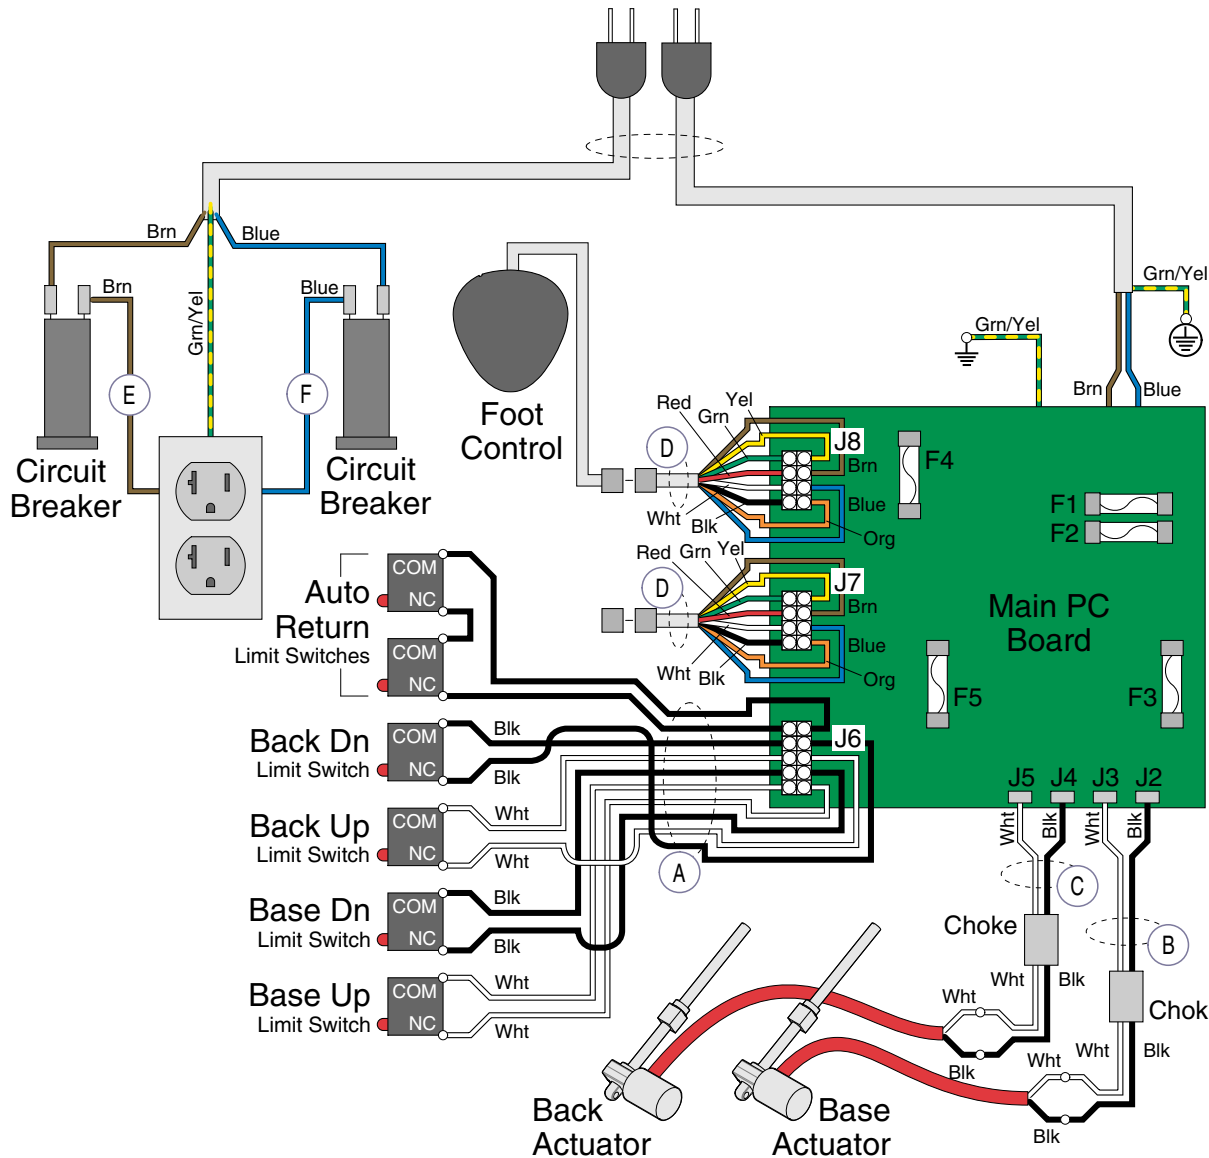 Brn
Blue
Brn
Blue
Grn/Yel
Grn/Yel
Grn/Yel
Brn
Blue
E
F
Circuit
Breaker
Circuit
Breaker
Foot
Control
Red
Grn
Yel
D
J8
Brn
Blue
Org
Wht
Blk
F4
F1
F2
Red
Grn
Yel
D
J7
Brn
Blue
Org
Wht
Blk
Main PC
Board
F5
F3
Auto
Return
Limit Switches
COM
NC
COM
NC
J6
Back Dn
Limit Switch
COM
NC
Blk
Blk
Back Up
Limit Switch
COM
NC
Wht
Wht
A
Base Dn
Limit Switch
COM
NC
Blk
Blk
Base Up
Limit Switch
COM
NC
Wht
Wht
J5
J4
J3
J2
Wht
Blk
Wht
Blk
C
B
Choke
Wht
Blk
Chok
Wht
Blk
Wht
Blk
Wht
Blk
Back
Actuator
Base
Actuator